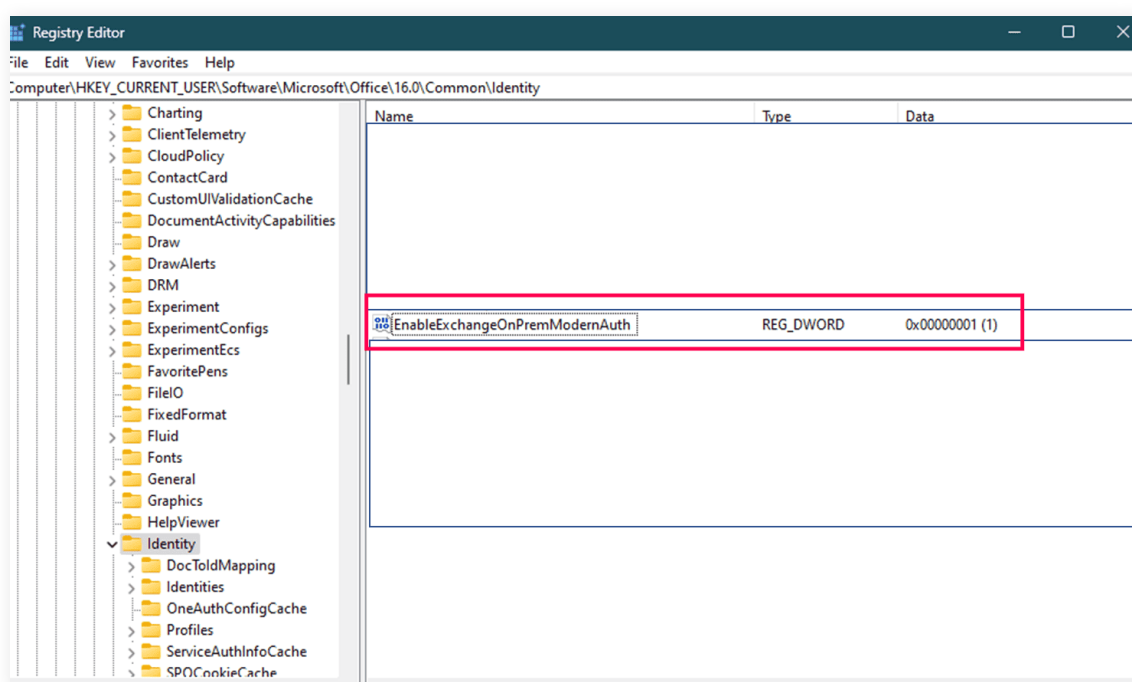 Registry Editor
File Edit View Favorites Help
Computer\HKEY_CURRENT_USER\Software\Microsoft\Office\16.0\Common\Identity
Name Type Data
Charting
ClientTelemetry
CloudPolicy
ContactCard
CustomUIValidationCache
DocumentActivityCapabilities
Draw
DrawAlerts
DRM
Experiment
ExperimentConfigs
ExperimentEcs
FavoritePens
FileIO
FixedFormat
Fluid
Fonts
General
Graphics
HelpViewer
Identity
DocToIdMapping
Identities
OneAuthConfigCache
Profiles
ServiceAuthInfoCache
SPOCookieCache
EnableExchangeOnPremModernAuth REG_DWORD 0x00000001 (1)